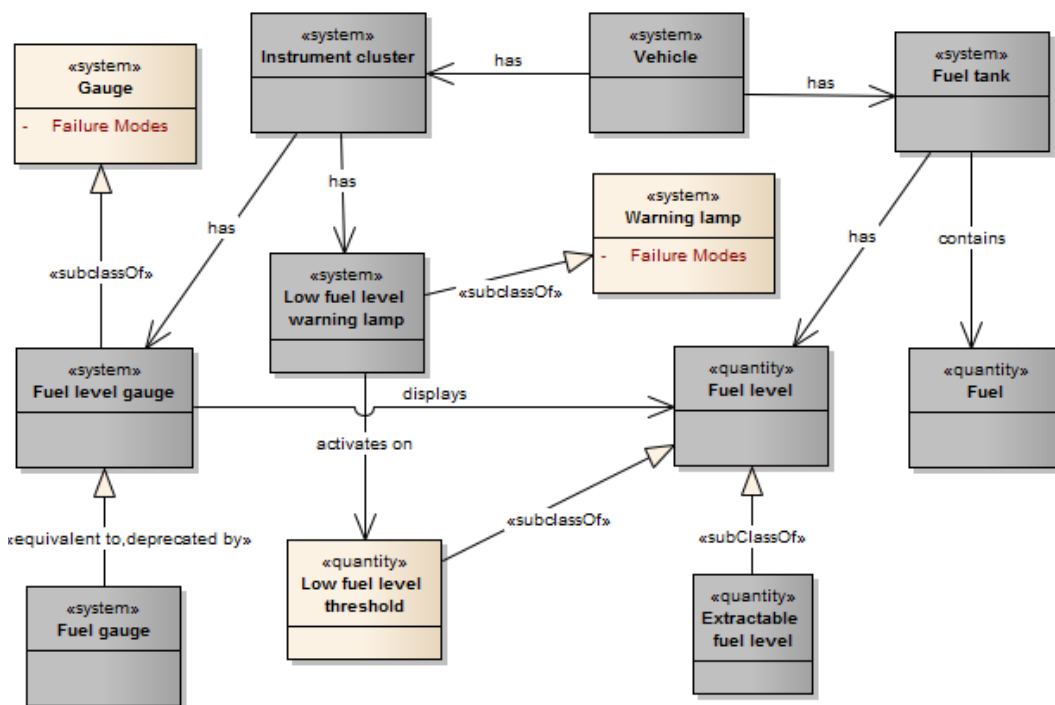 «system»
Gauge
- Failure Modes
«system»
Instrument cluster
«system»
Vehicle
«system»
Fuel tank
has
has
has
has
«system»
Warning lamp
- Failure Modes
has
contains
«subclassOf»
«system»
Low fuel level
warning lamp
«subclassOf»
«system»
Fuel level gauge
displays
«quantity»
Fuel level
«quantity»
Fuel
activates on
«equivalent to,deprecated by»
«subclassOf»
«subClassOf»
«quantity»
Low fuel level
threshold
«system»
Fuel gauge
«quantity»
Extractable
fuel level